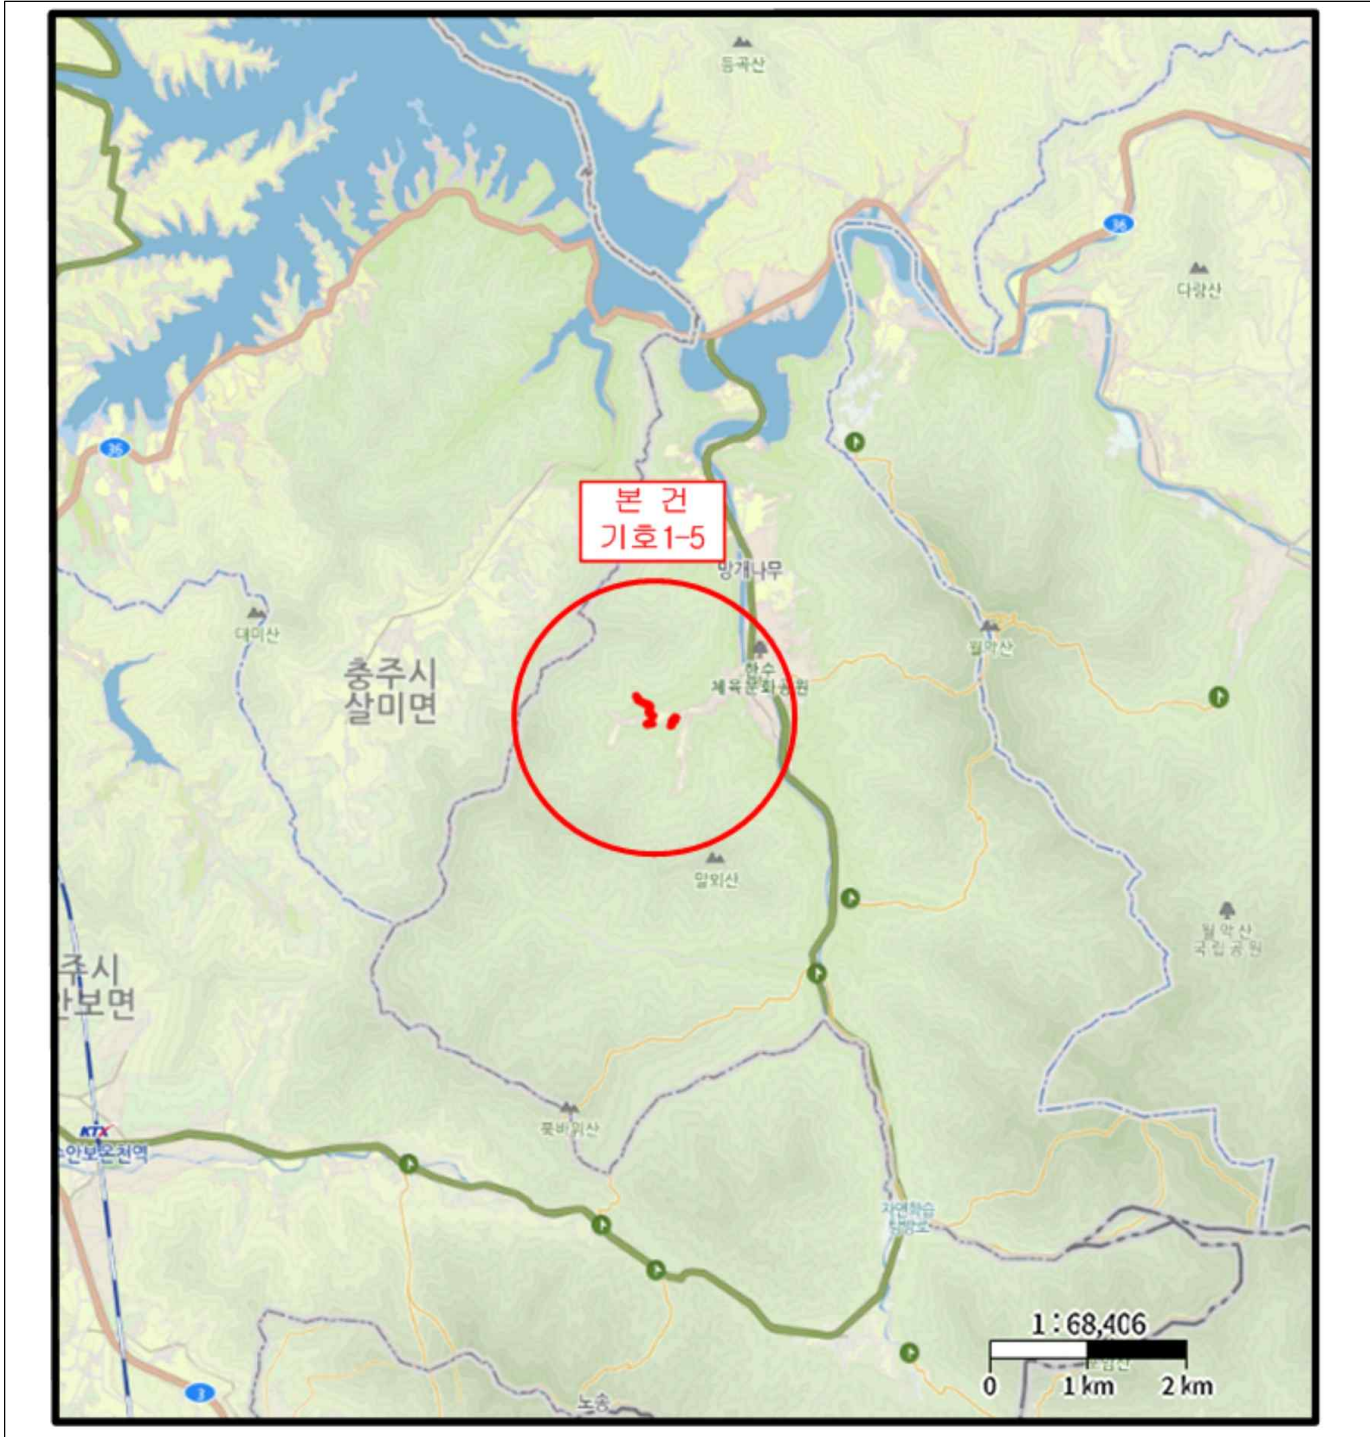 등곡산
36
다랑산
36
본 건
기호1-5
망개나무
대미산
월악산
충주시
살미면
한수
체육문화공원
말뫼산
월악산
국립공원
주시
안보면
KTX
수안보온천역
북바위산
자연학습
탐방로
1:68,406
0
1 km
2 km
3
노송